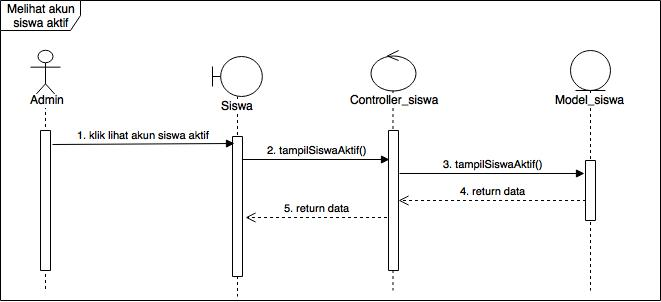 Melihat akun
siswa aktif
Admin
Siswa
Controller_siswa
Model_siswa
1. klik lihat akun siswa aktif
2. tampilSiswaAktif()
3. tampilSiswaAktif()
4. return data
5. return data